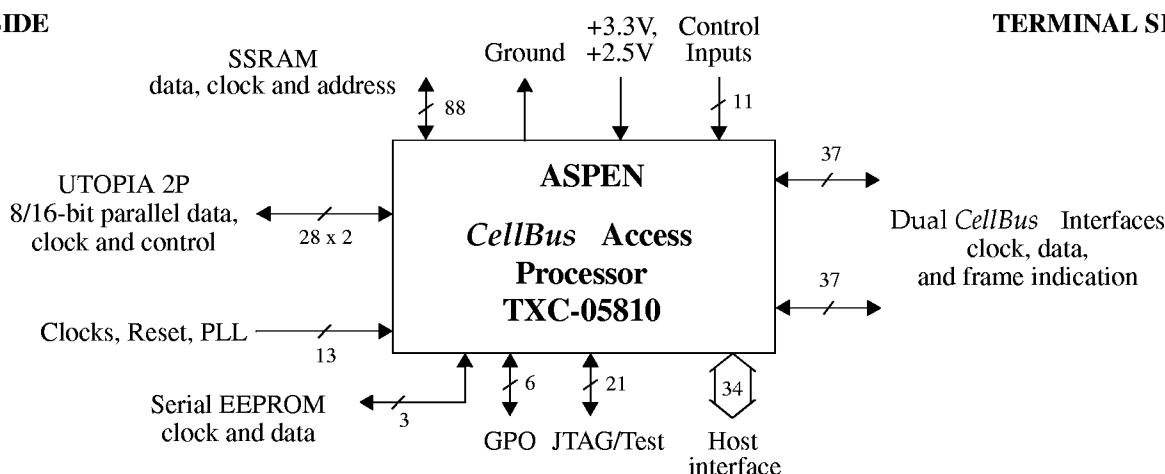 +3.3V,
+2.5V
Control
Inputs
Ground
SSRAM
data, clock and address
88
11
ASPEN
CellBus Access
Processor
TXC-05810
UTOPIA 2P
8/16-bit parallel data,
clock and control
28 x 2
37
Dual CellBus Interfaces
clock, data,
and frame indication
37
Clocks, Reset, PLL
13
Serial EEPROM
clock and data
3
6
21
34
GPO
JTAG/Test
Host
interface
TERMINAL